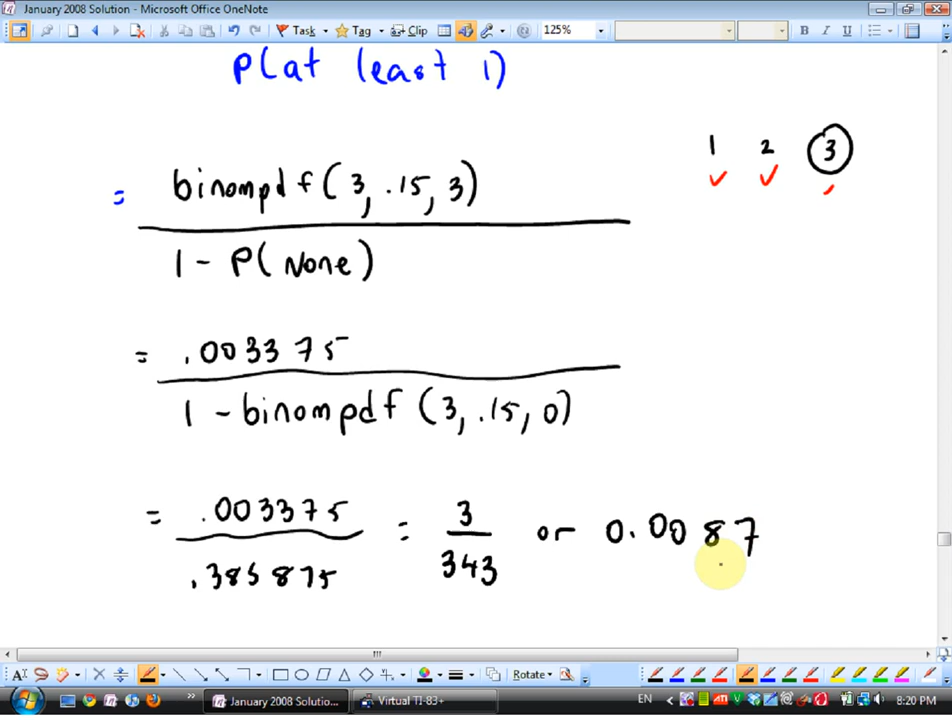 January 2008 Solution - Microsoft Office OneNote
Task Tag Clip 125% B I U
P(at least 1)
1 2 3
= binompdf(3, .15, 3)
1 - P(None)
= .003375
1 - binompdf(3, .15, 0)
= .003375 = 3 or 0.0087
.385875 343
Rotate
January 2008 Solutio... Virtual TI-83+ EN 8:20 PM